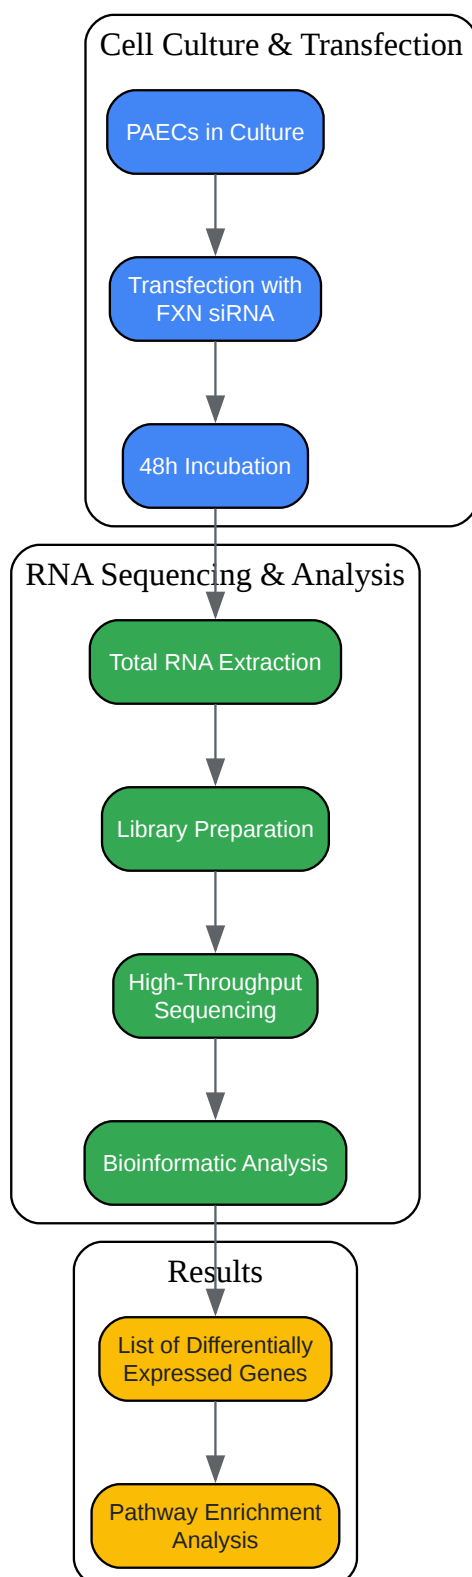 Cell Culture & Transfection
PAECs in Culture
Transfection with
FXN siRNA
48h Incubation
RNA Sequencing & Analysis
Total RNA Extraction
Library Preparation
High-Throughput
Sequencing
Bioinformatic Analysis
Results
List of Differentially
Expressed Genes
Pathway Enrichment
Analysis